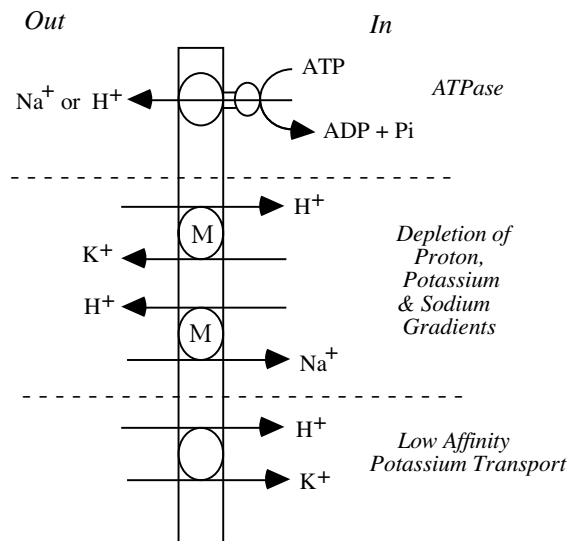 Out
In
ATP
Na+ or H+
ATPase
ADP + Pi
H+
M
K+
Depletion of
Proton,
Potassium
& Sodium
Gradients
H+
M
Na+
H+
Low Affinity
Potassium Transport
K+